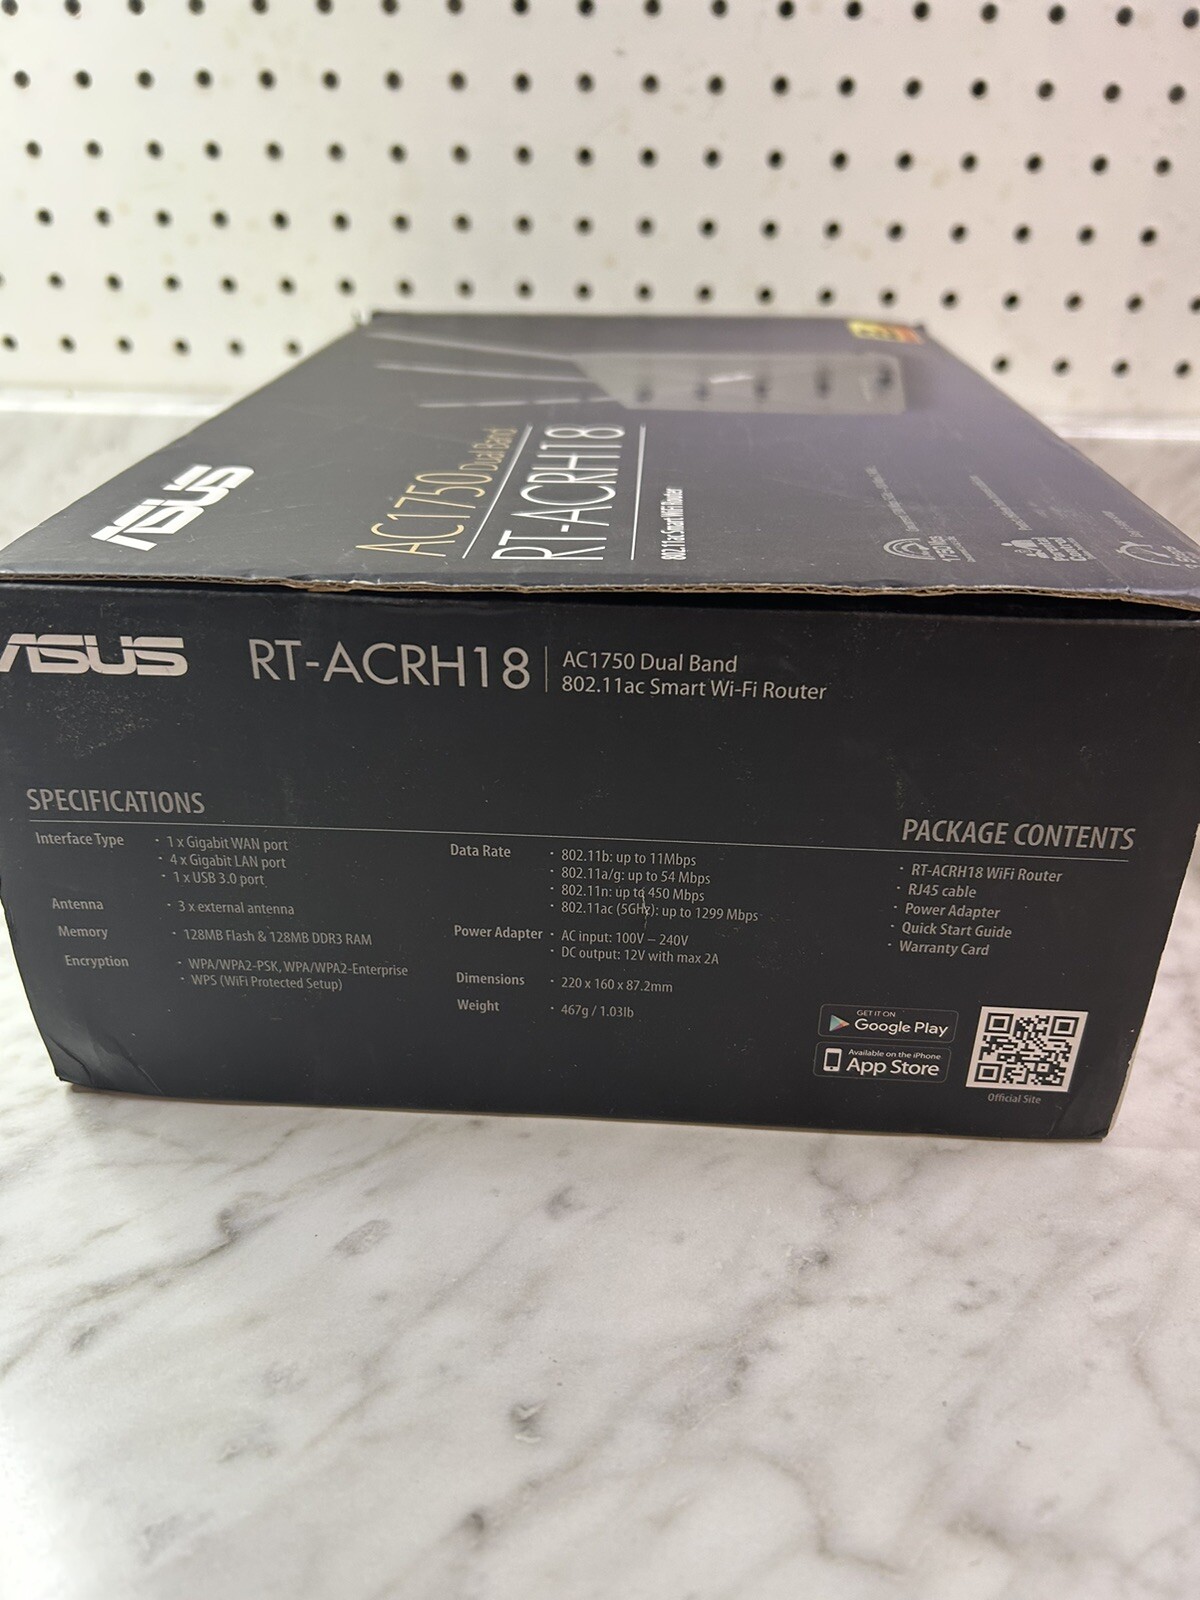 ASUS
AC1750 Dual Band
RT-ACRH18
802.11ac Smart WiFi Router
ASUS
RT-ACRH18
AC1750 Dual Band
802.11ac Smart Wi-Fi Router
SPECIFICATIONS
Interface Type
· 1 x Gigabit WAN port
· 4 x Gigabit LAN port
· 1 x USB 3.0 port
Antenna
· 3 x external antenna
Memory
· 128MB Flash & 128MB DDR3 RAM
Encryption
· WPA/WPA2-PSK, WPA/WPA2-Enterprise
· WPS (WiFi Protected Setup)
Data Rate
· 802.11b: up to 11Mbps
· 802.11a/g: up to 54 Mbps
· 802.11n: up to 450 Mbps
· 802.11ac (5GHz): up to 1299 Mbps
Power Adapter
· AC input: 100V – 240V
· DC output: 12V with max 2A
Dimensions
· 220 x 160 x 87.2mm
Weight
· 467g / 1.03lb
PACKAGE CONTENTS
· RT-ACRH18 WiFi Router
· RJ45 cable
· Power Adapter
· Quick Start Guide
· Warranty Card
GET IT ON
Google Play
Available on the iPhone
App Store
Official Site